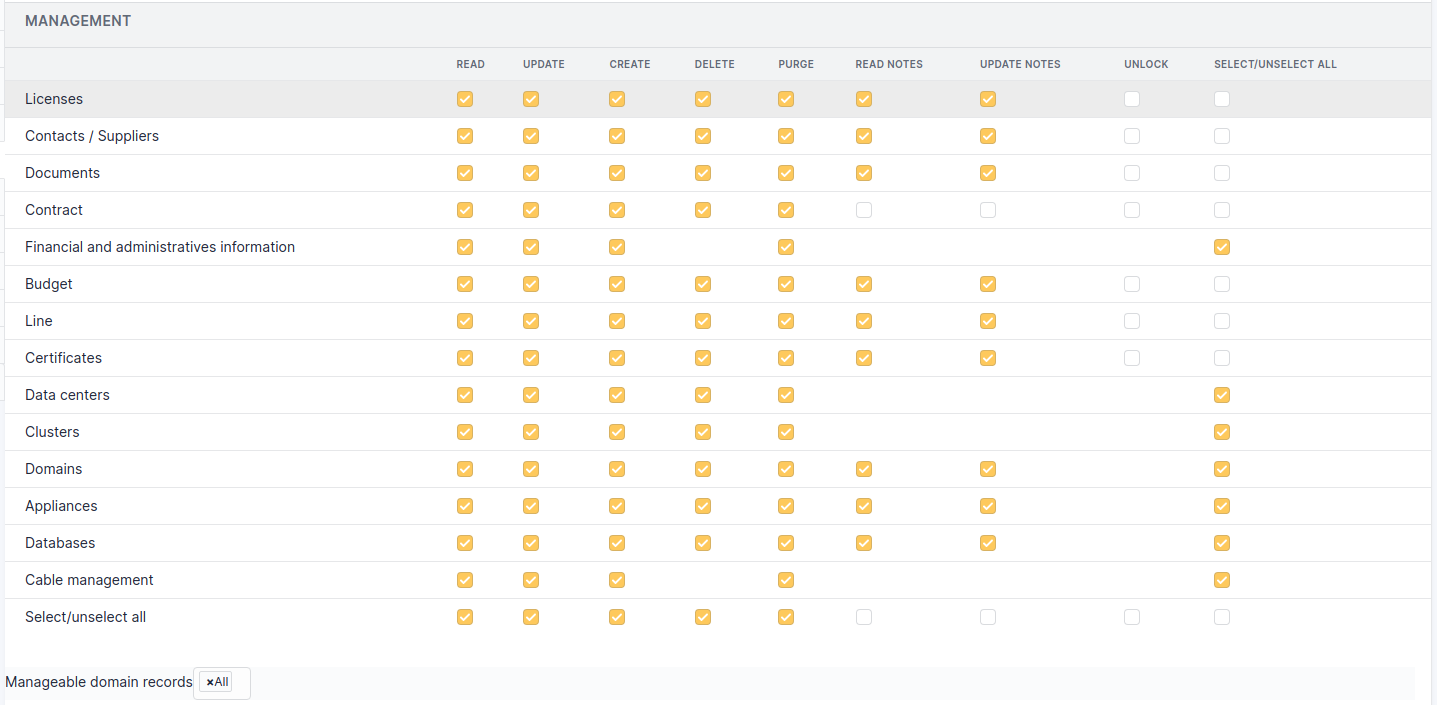 MANAGEMENT
READ UPDATE CREATE DELETE PURGE READ NOTES UPDATE NOTES UNLOCK SELECT/UNSELECT ALL
Licenses
Contacts / Suppliers
Documents
Contract
Financial and administratives information
Budget
Line
Certificates
Data centers
Clusters
Domains
Appliances
Databases
Cable management
Select/unselect all
Manageable domain records ×All